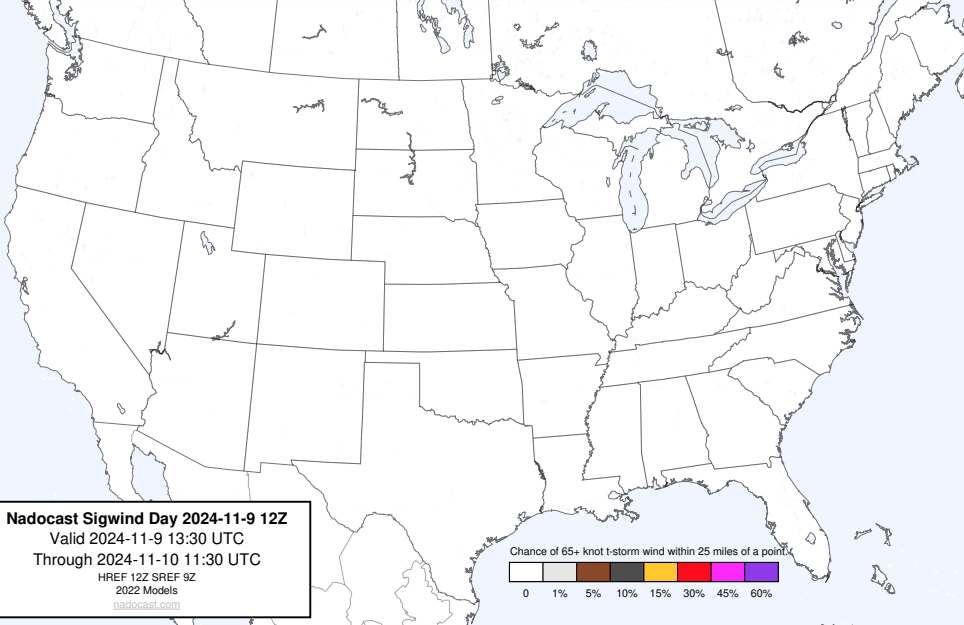 Nadocast Sigwind Day 2024-11-9 12Z
Valid 2024-11-9 13:30 UTC
Through 2024-11-10 11:30 UTC
HREF 12Z SREF 9Z
2022 Models
nadocast.com
Chance of 65+ knot t-storm wind within 25 miles of a point.
0 1% 5% 10% 15% 30% 45% 60%